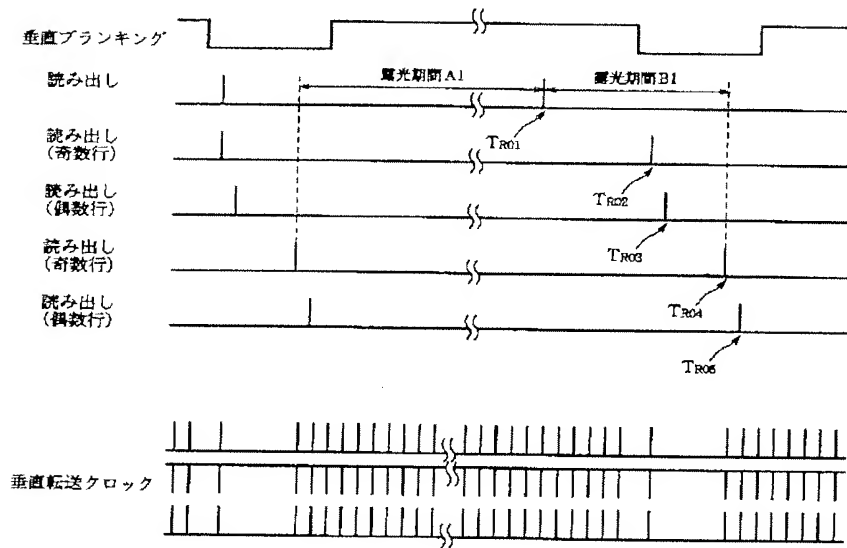 垂直ブランキング
読み出し
露光期間A1
露光期間B1
TR01
読み出し
(奇数行)
TR02
読み出し
(偶数行)
TR03
読み出し
(奇数行)
TR04
読み出し
(偶数行)
TR05
垂直転送クロック